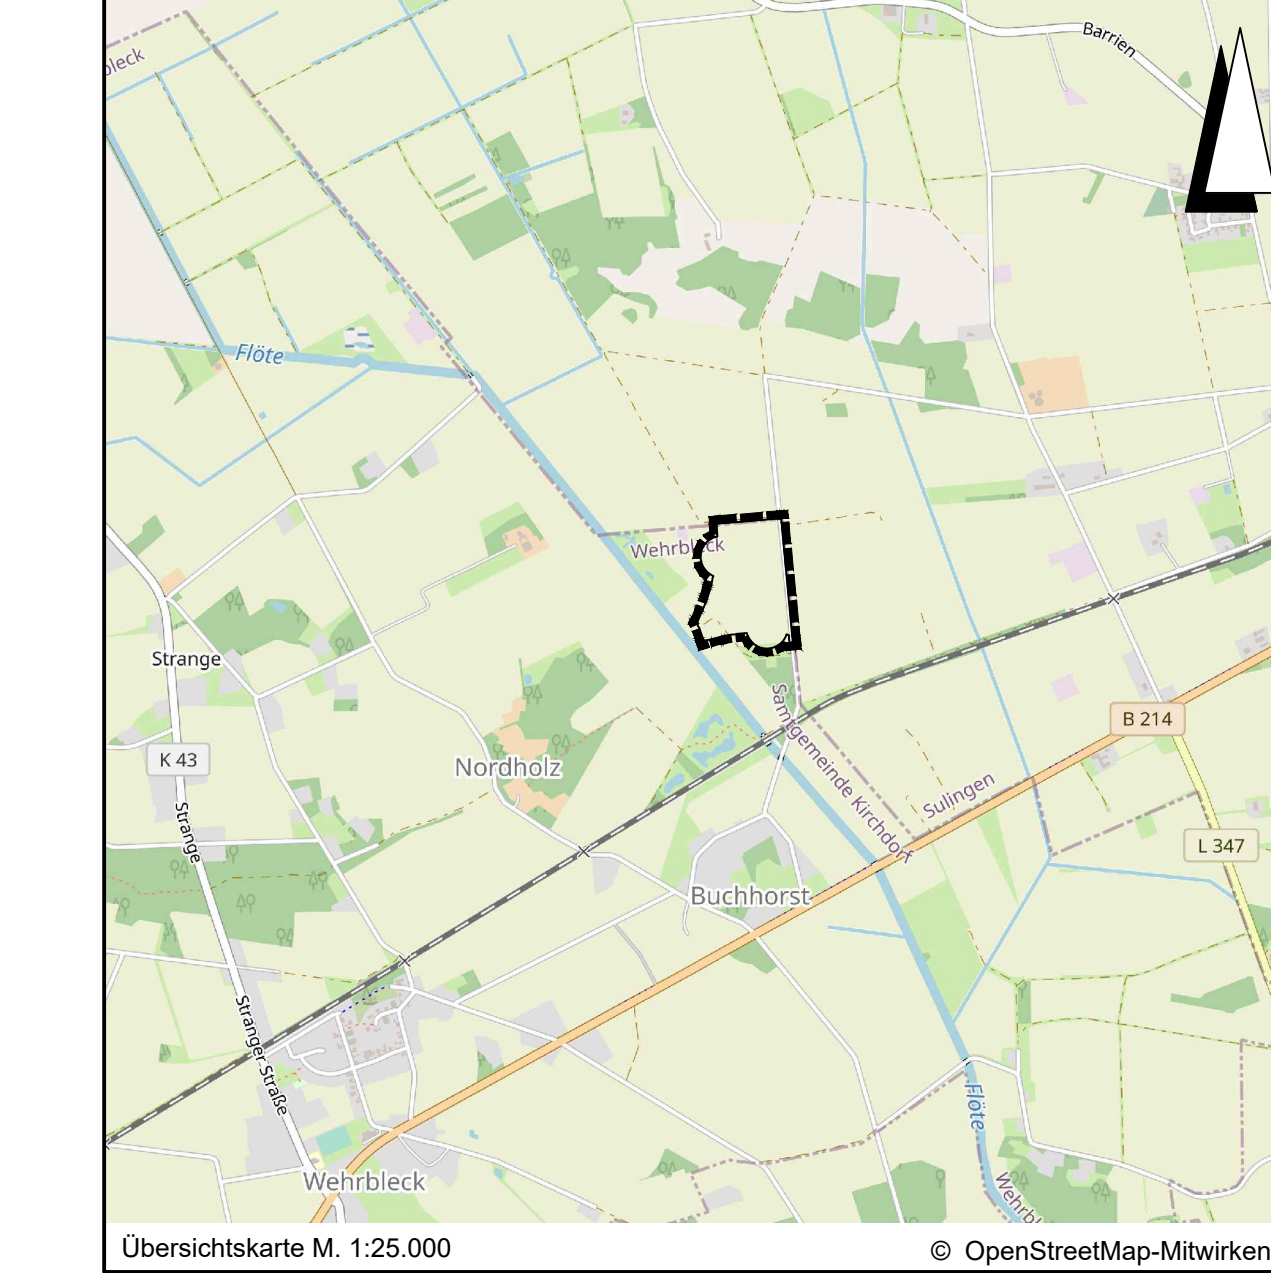 Barrien
bleck
Flöte
Wehrbleck
Strange
Samtgemeinde Kirchdorf
B 214
K 43
Nordholz
Sulingen
Strange
L 347
Buchhorst
Stranger Straße
Flöte
Wehrbleck
Wehrbl
Übersichtskarte M. 1:25.000
© OpenStreetMap-Mitwirken